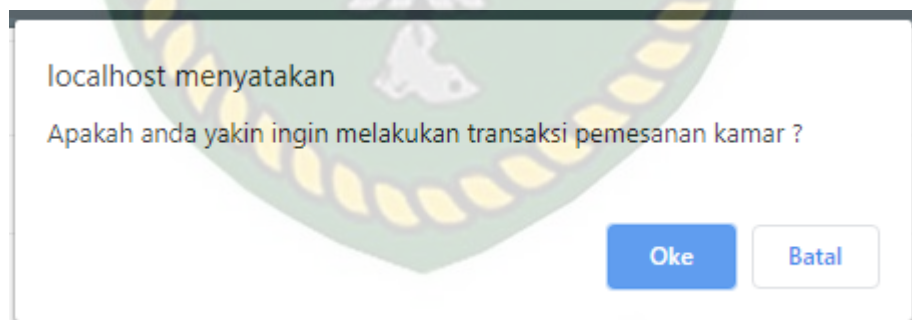 localhost menyatakan
Apakah anda yakin ingin melakukan transaksi pemesanan kamar ?
Oke
Batal